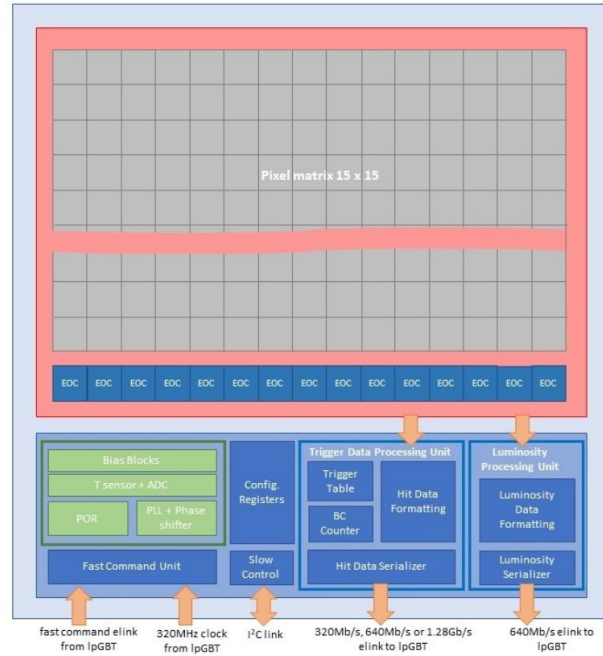 Pixel matrix 15 x 15
EOC EOC EOC EOC EOC EOC EOC EOC EOC EOC EOC EOC EOC EOC EOC
Bias Blocks
T sensor + ADC
POR
PLL + Phase
shifter
Fast Command Unit
Config.
Registers
Slow
Control
Trigger Data Processing Unit
Trigger
Table
BC
Counter
Hit Data
Formatting
Hit Data Serializer
Luminosity
Processing Unit
Luminosity
Data
Formatting
Luminosity
Serializer
fast command elink
from lpGBT
320MHz clock
from lpGBT
I²C link
320Mb/s, 640Mb/s or 1.28Gb/s
elink to lpGBT
640Mb/s elink to
lpGBT